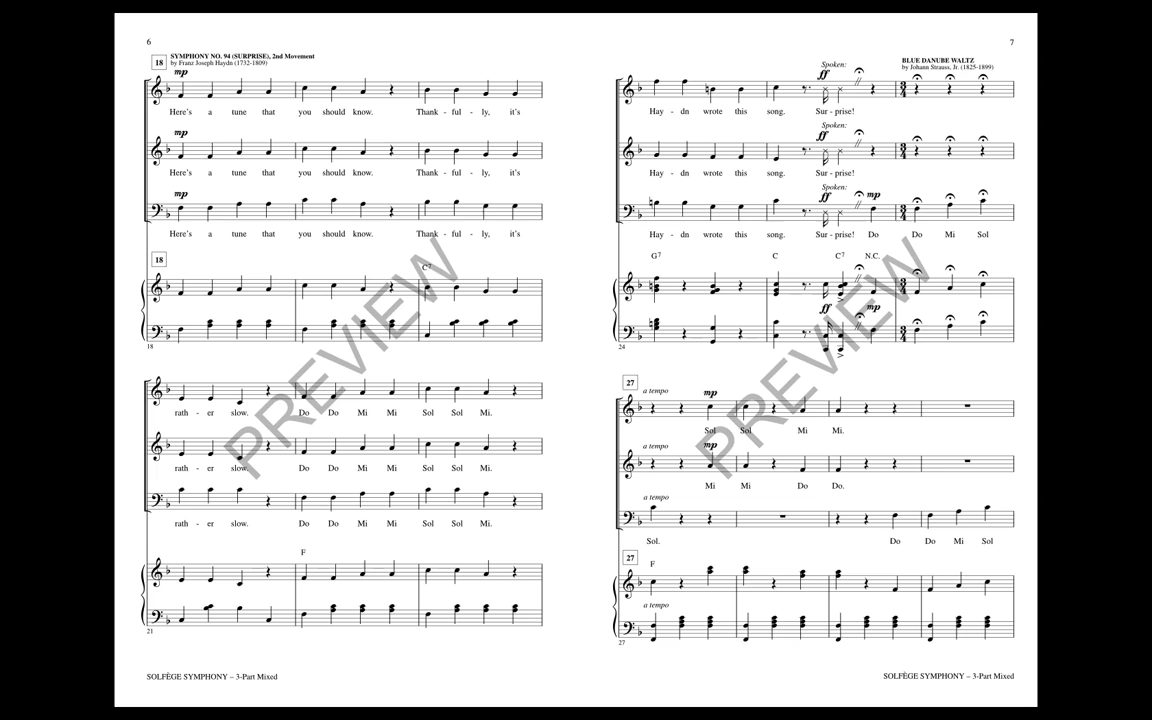 6
18 SYMPHONY NO. 94 (SURPRISE), 2nd Movement
by Franz Joseph Haydn (1732-1809)
mp
Here's a tune that you should know. Thank - ful - ly, it's
mp
Here's a tune that you should know. Thank - ful - ly, it's
mp
Here's a tune that you should know. Thank - ful - ly, it's
18
C7
18
rath - er slow. Do Do Mi Mi Sol Sol Mi.
rath - er slow. Do Do Mi Mi Sol Sol Mi.
rath - er slow. Do Do Mi Mi Sol Sol Mi.
F
21
PREVIEW
SOLFÈGE SYMPHONY – 3-Part Mixed
7
BLUE DANUBE WALTZ
by Johann Strauss, Jr. (1825-1899)
Spoken:
ff
Hay - dn wrote this song. Sur - prise!
Spoken:
ff
Hay - dn wrote this song. Sur - prise!
Spoken:
ff mp
Hay - dn wrote this song. Sur - prise! Do Do Mi Sol
G7 C C7 N.C.
ff mp
24
27 a tempo mp
Sol Sol Mi Mi.
a tempo mp
Mi Mi Do Do.
a tempo
Sol. Do Do Mi Sol
27 F
a tempo
27
PREVIEW
SOLFÈGE SYMPHONY – 3-Part Mixed